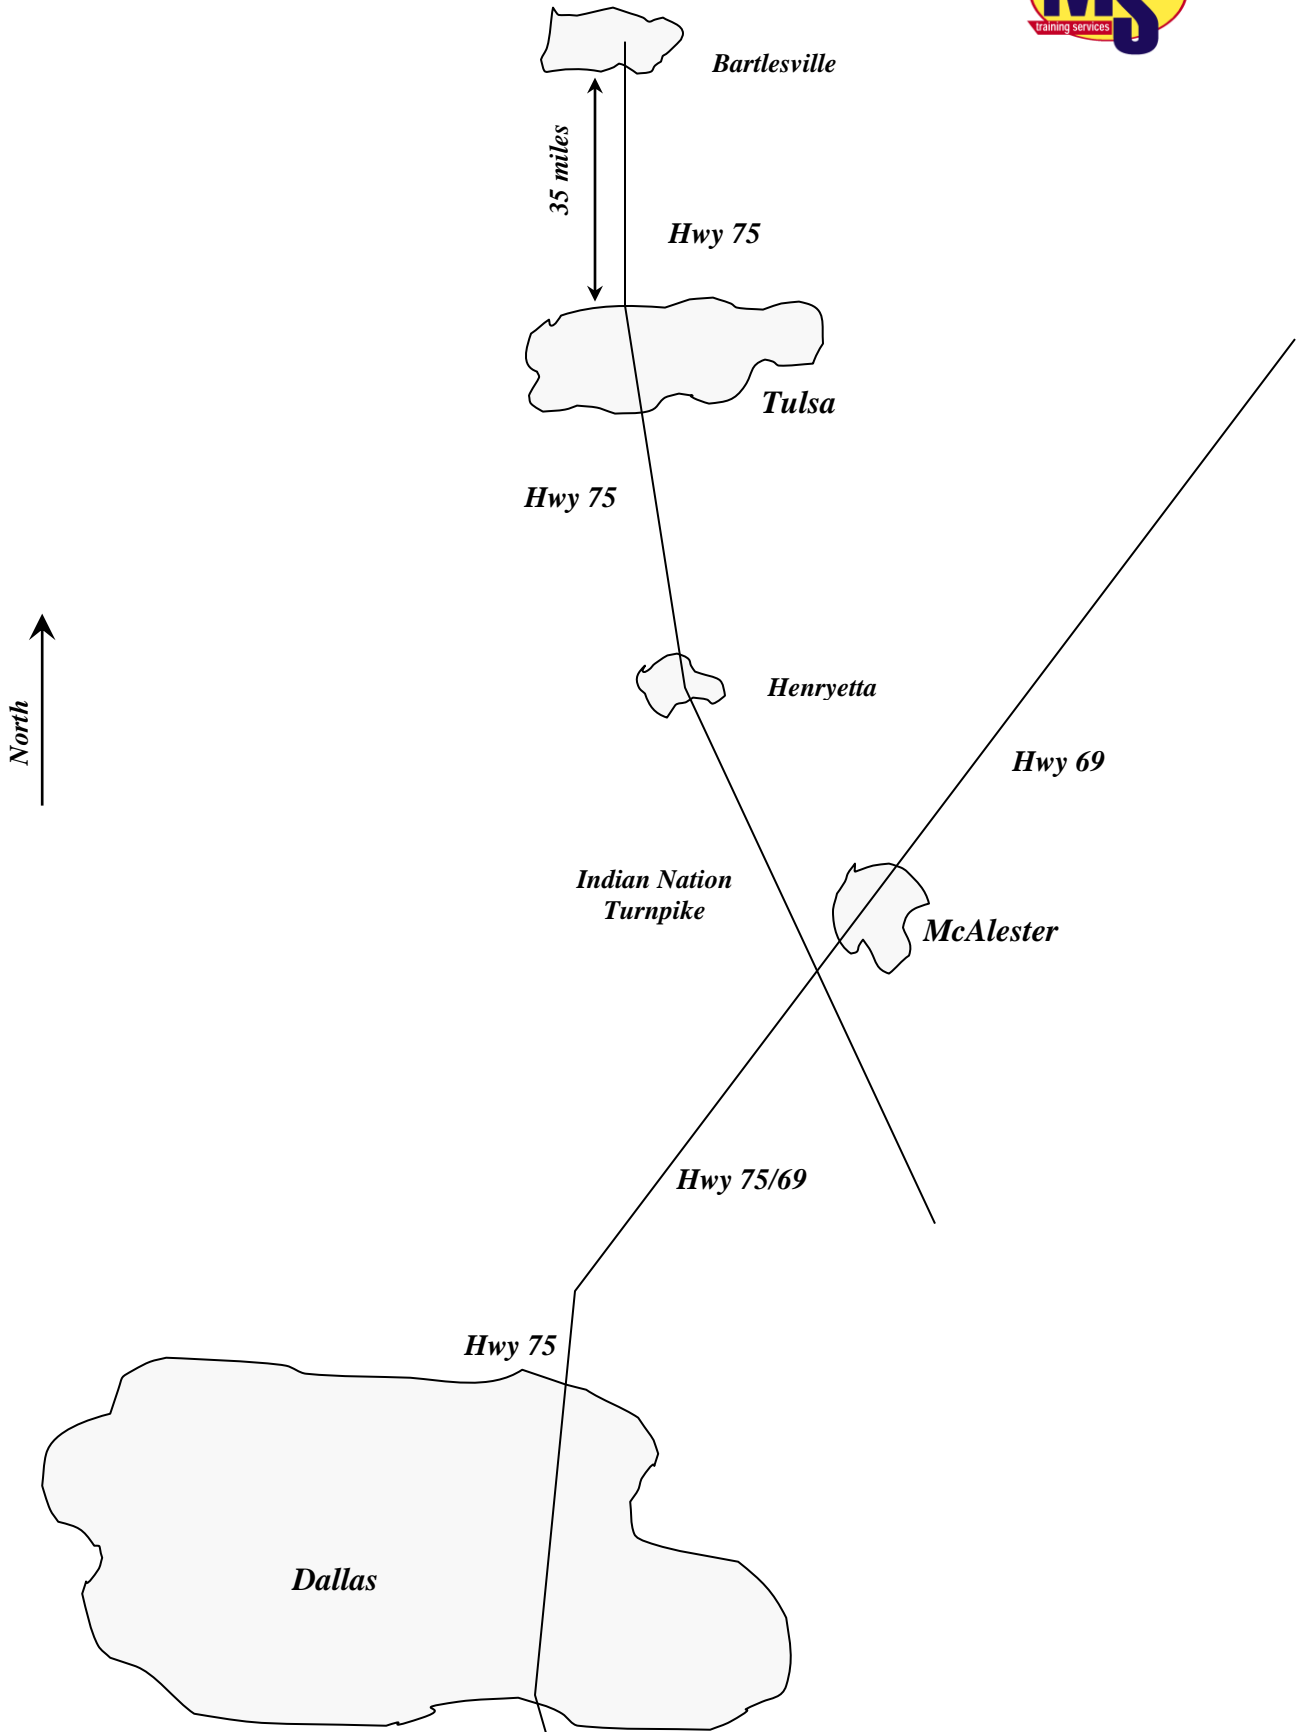 MS
training services
Bartlesville
35 miles
Hwy 75
Tulsa
Hwy 75
North
Henryetta
Hwy 69
Indian Nation
Turnpike
McAlester
Hwy 75/69
Hwy 75
Dallas